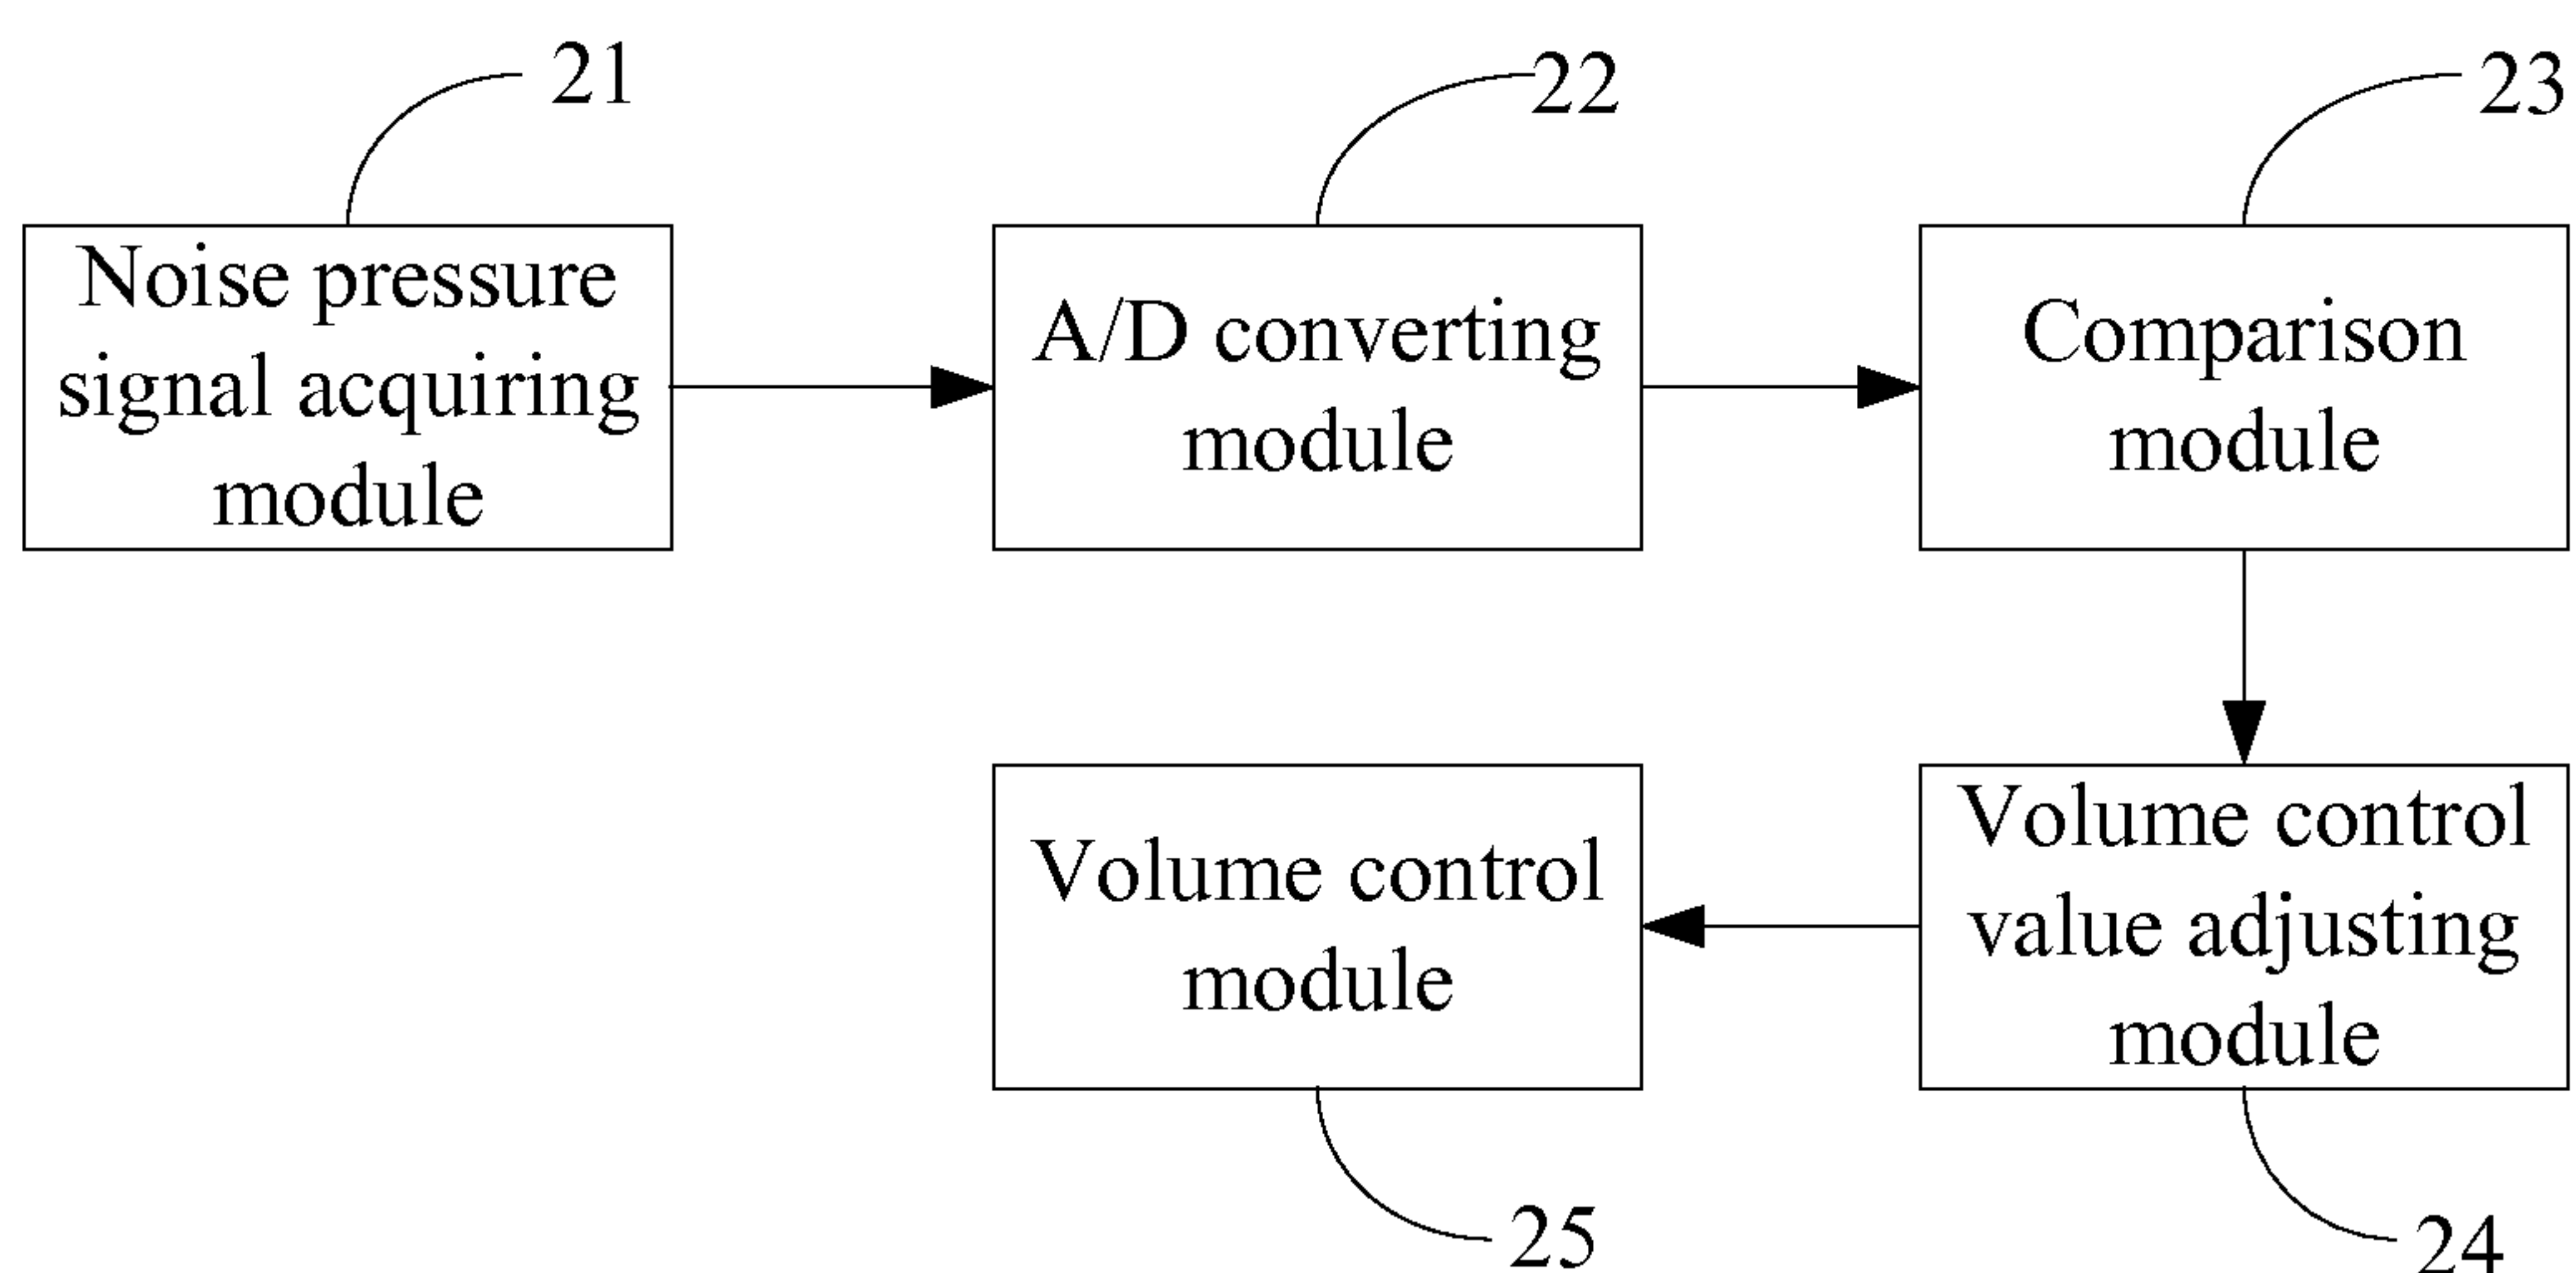 21
22
23
Noise pressure
signal acquiring
module
A/D converting
module
Comparison
module
Volume control
module
Volume control
value adjusting
module
25
24